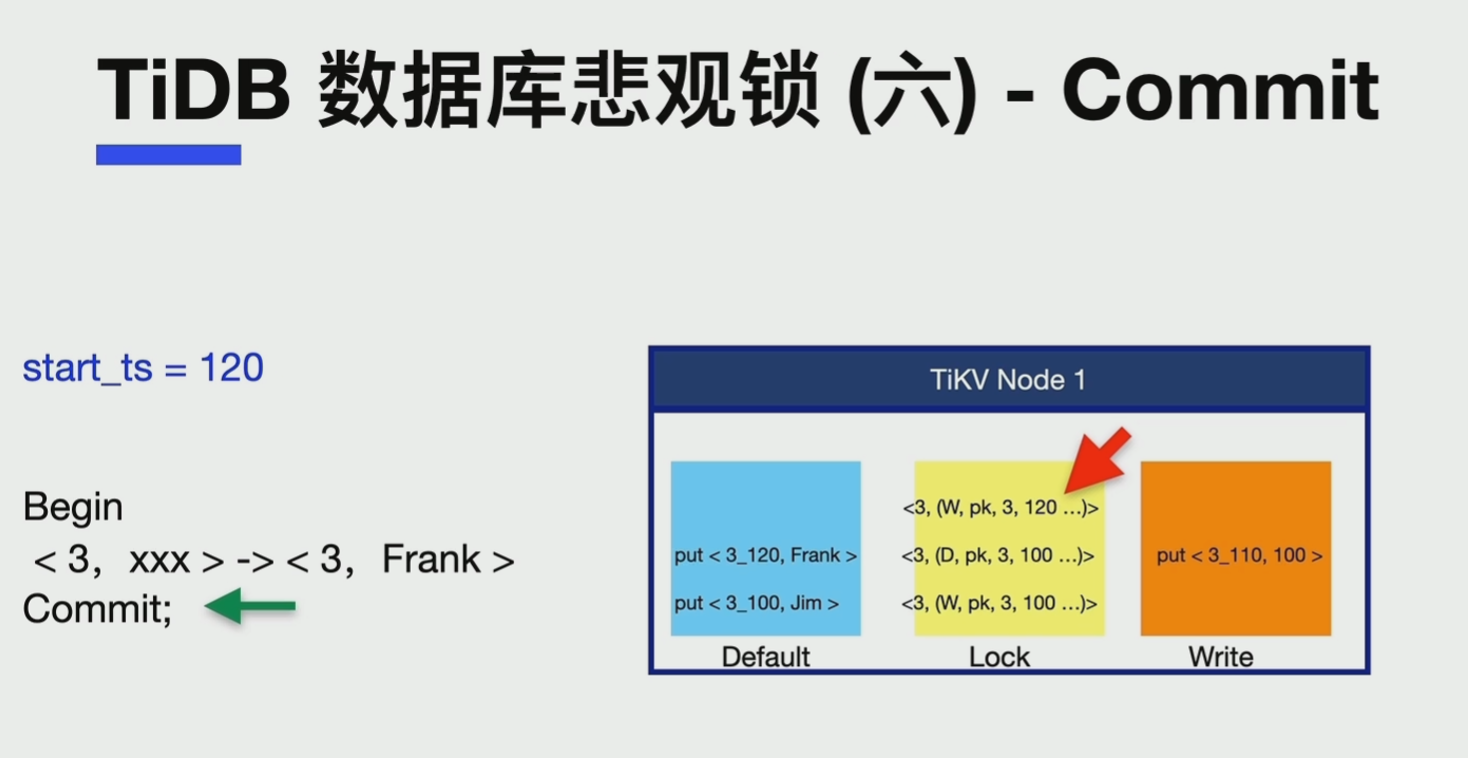 TiDB 数据库悲观锁 (六) - Commit
start_ts = 120
Begin
< 3, xxx > -> < 3, Frank >
Commit;
TiKV Node 1
put < 3_120, Frank >
put < 3_100, Jim >
Default
<3, (W, pk, 3, 120 ...)>
<3, (D, pk, 3, 100 ...)>
<3, (W, pk, 3, 100 ...)>
Lock
put < 3_110, 100 >
Write